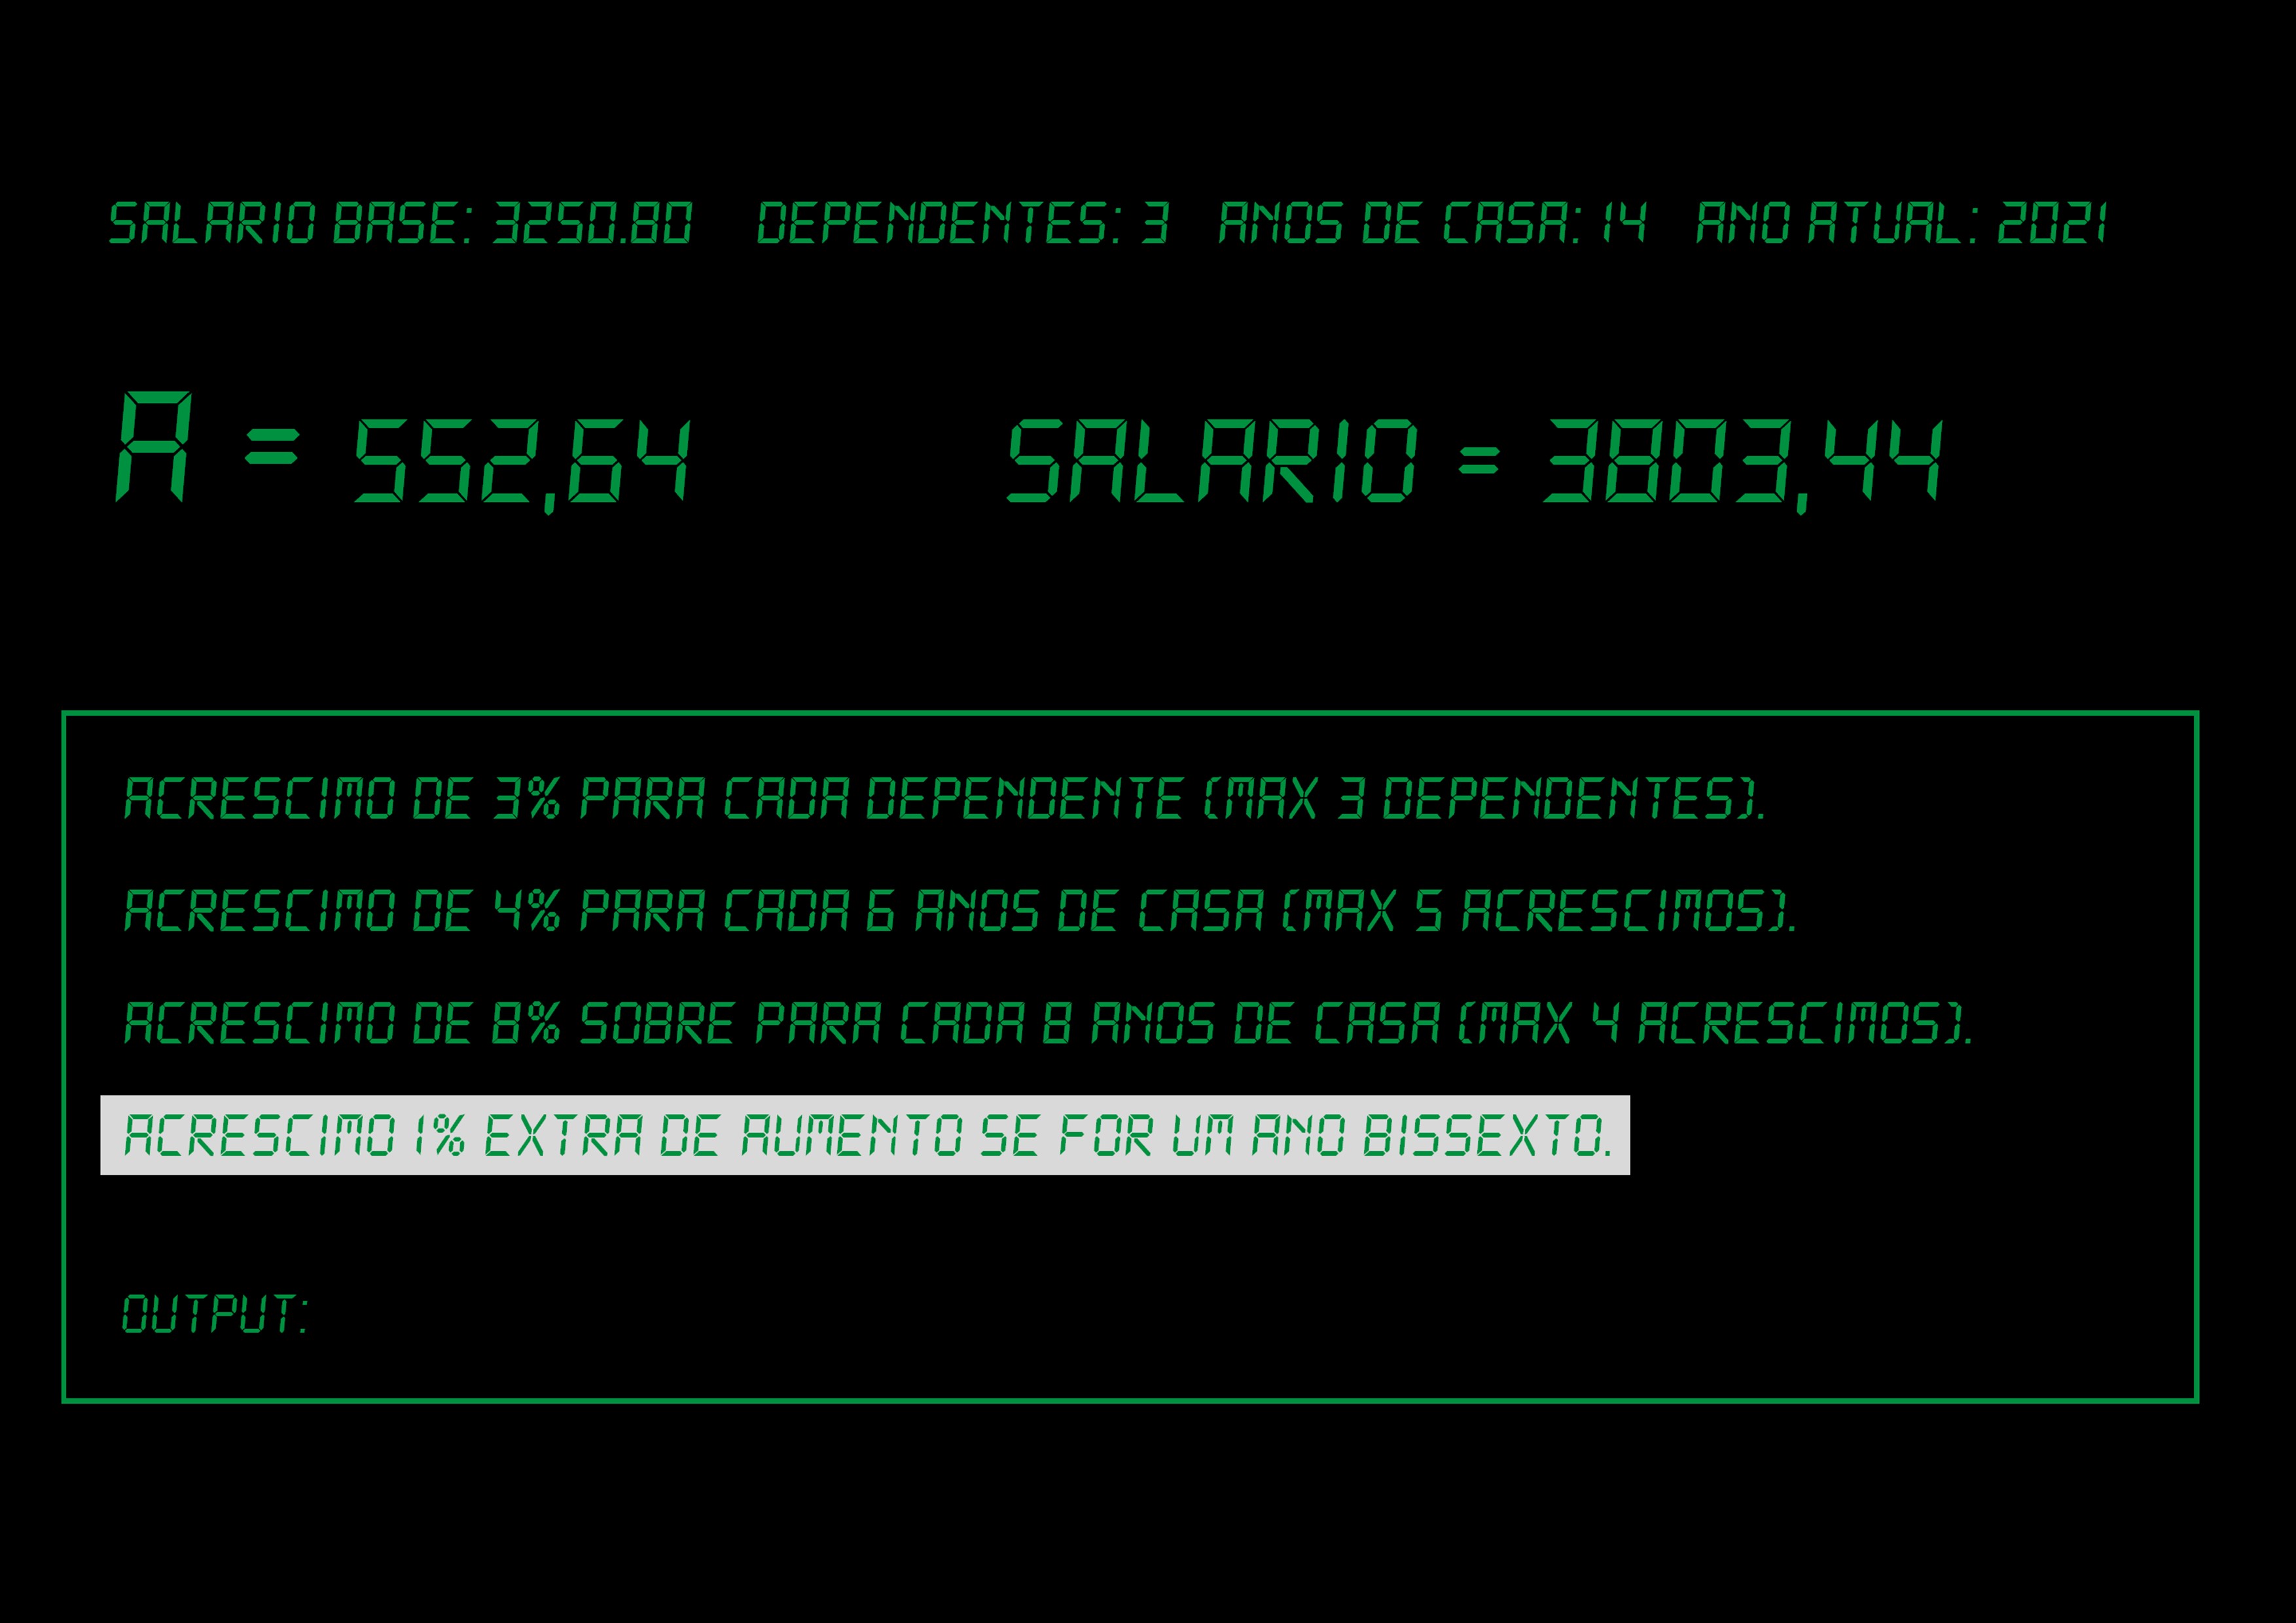 SALARIO BASE: 3250.80 DEPENDENTES: 3 ANOS DE CASA: 14 ANO ATUAL: 2021
A = 552,64 SALARIO = 3803,44
ACRESCIMO DE 3% PARA CADA DEPENDENTE (MAX 3 DEPENDENTES).
ACRESCIMO DE 4% PARA CADA 6 ANOS DE CASA (MAX 5 ACRESCIMOS).
ACRESCIMO DE 8% SOBRE PARA CADA 8 ANOS DE CASA (MAX 4 ACRESCIMOS).
ACRESCIMO 1% EXTRA DE AUMENTO SE FOR UM ANO BISSEXTO.
OUTPUT: